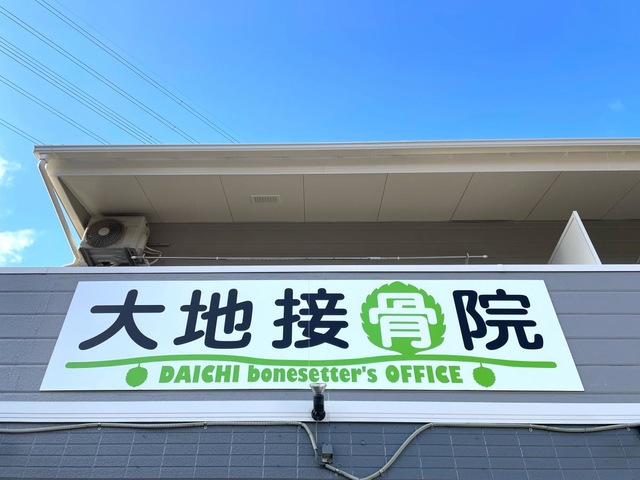 大地接骨院
DAICHI bonesetter's OFFICE